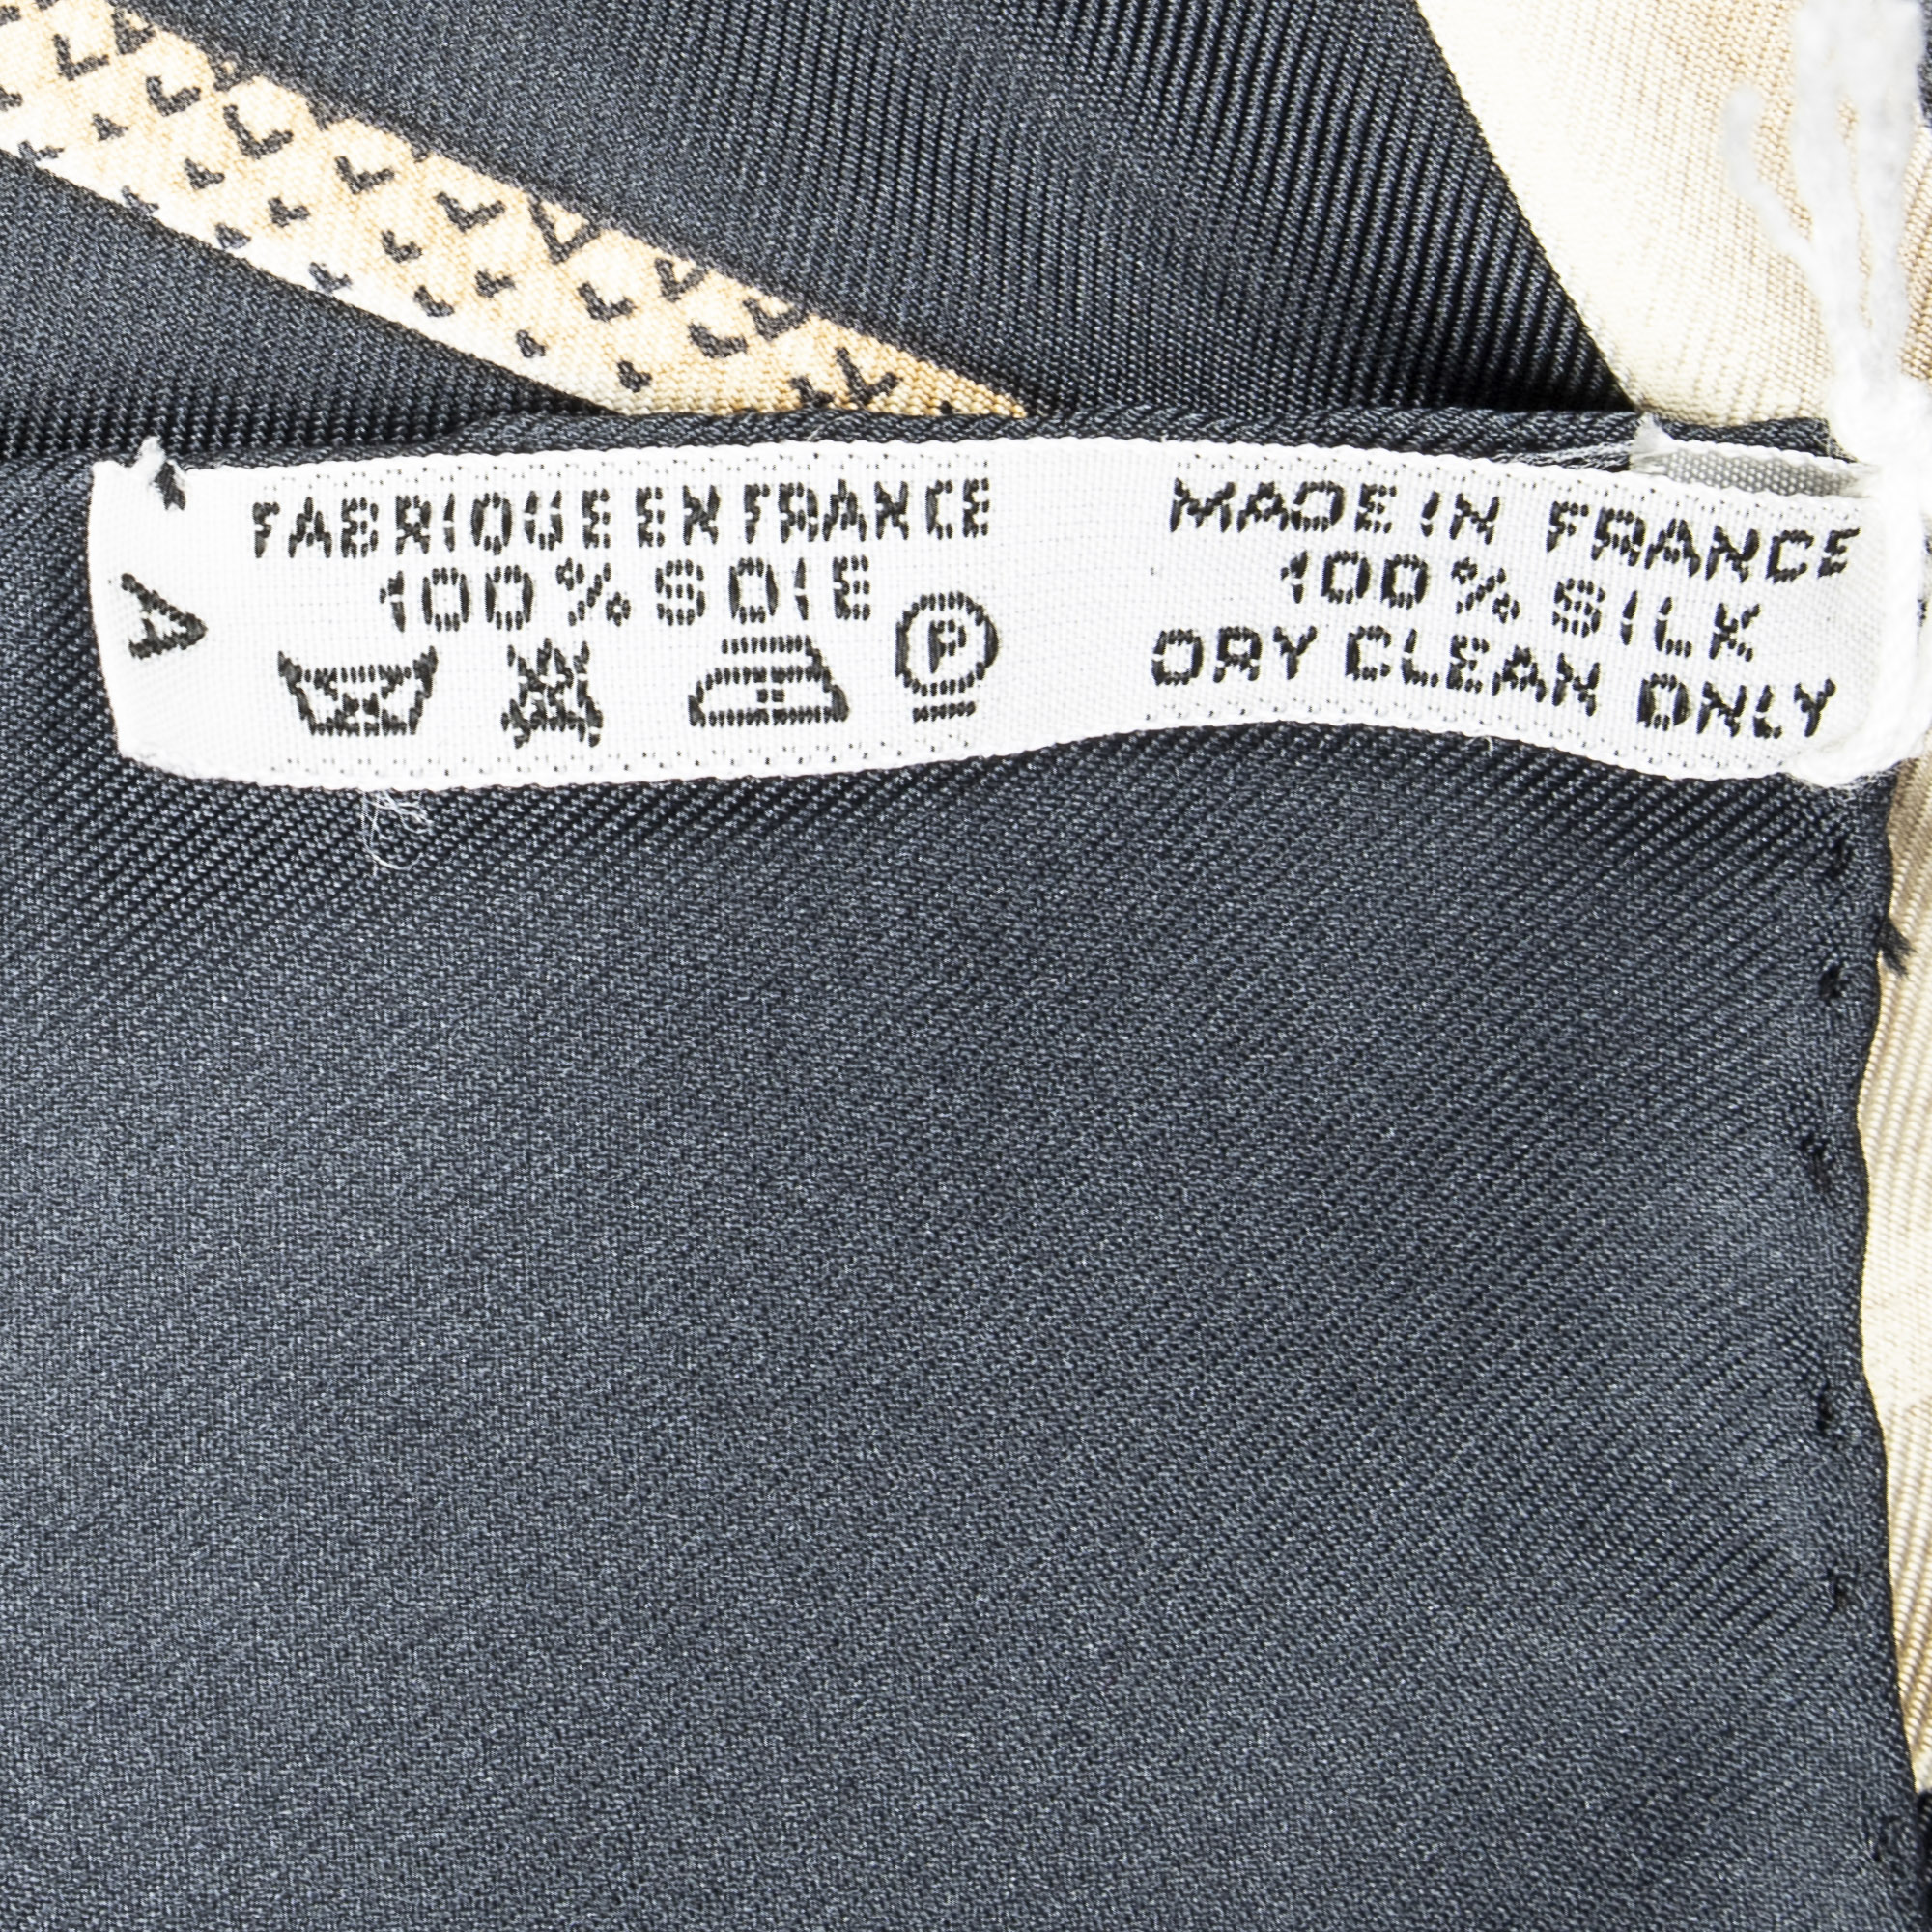 FABRIQUE EN FRANCE
100% SOIE
P
A
MADE IN FRANCE
100% SILK
DRY CLEAN ONLY